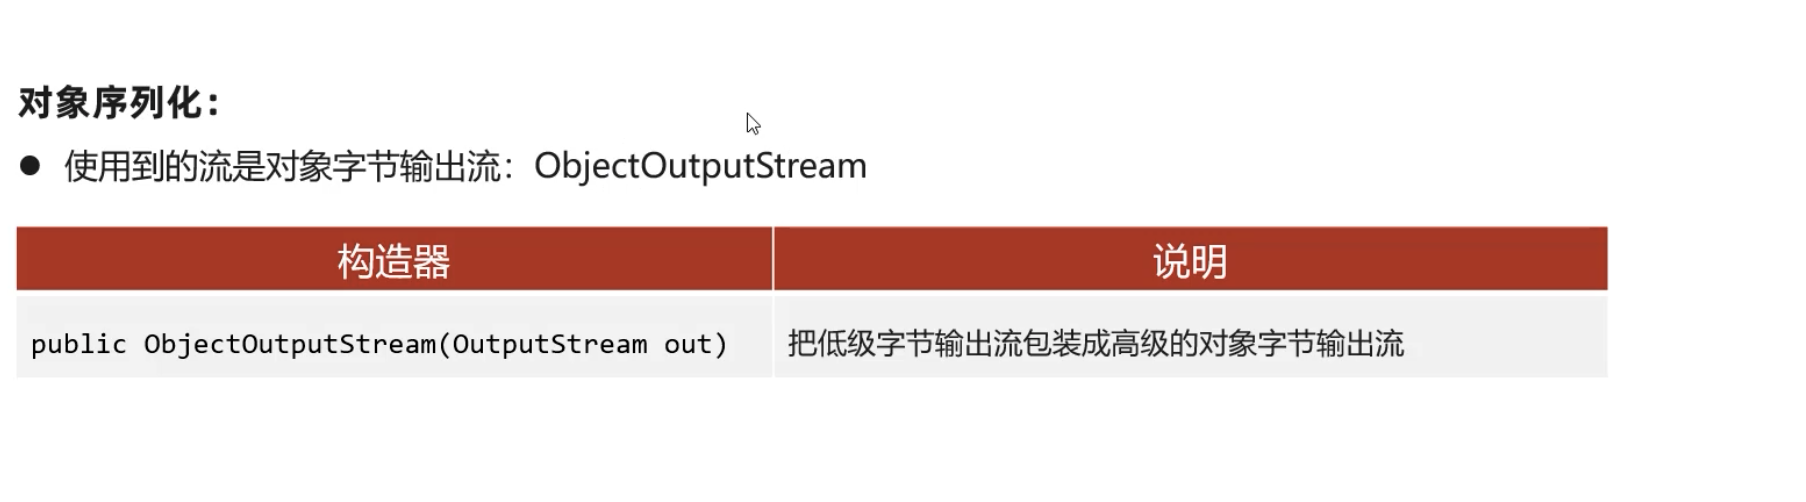 对象序列化：
● 使用到的流是对象字节输出流：ObjectOutputStream
构造器 说明
public ObjectOutputStream(OutputStream out) 把低级字节输出流包装成高级的对象字节输出流